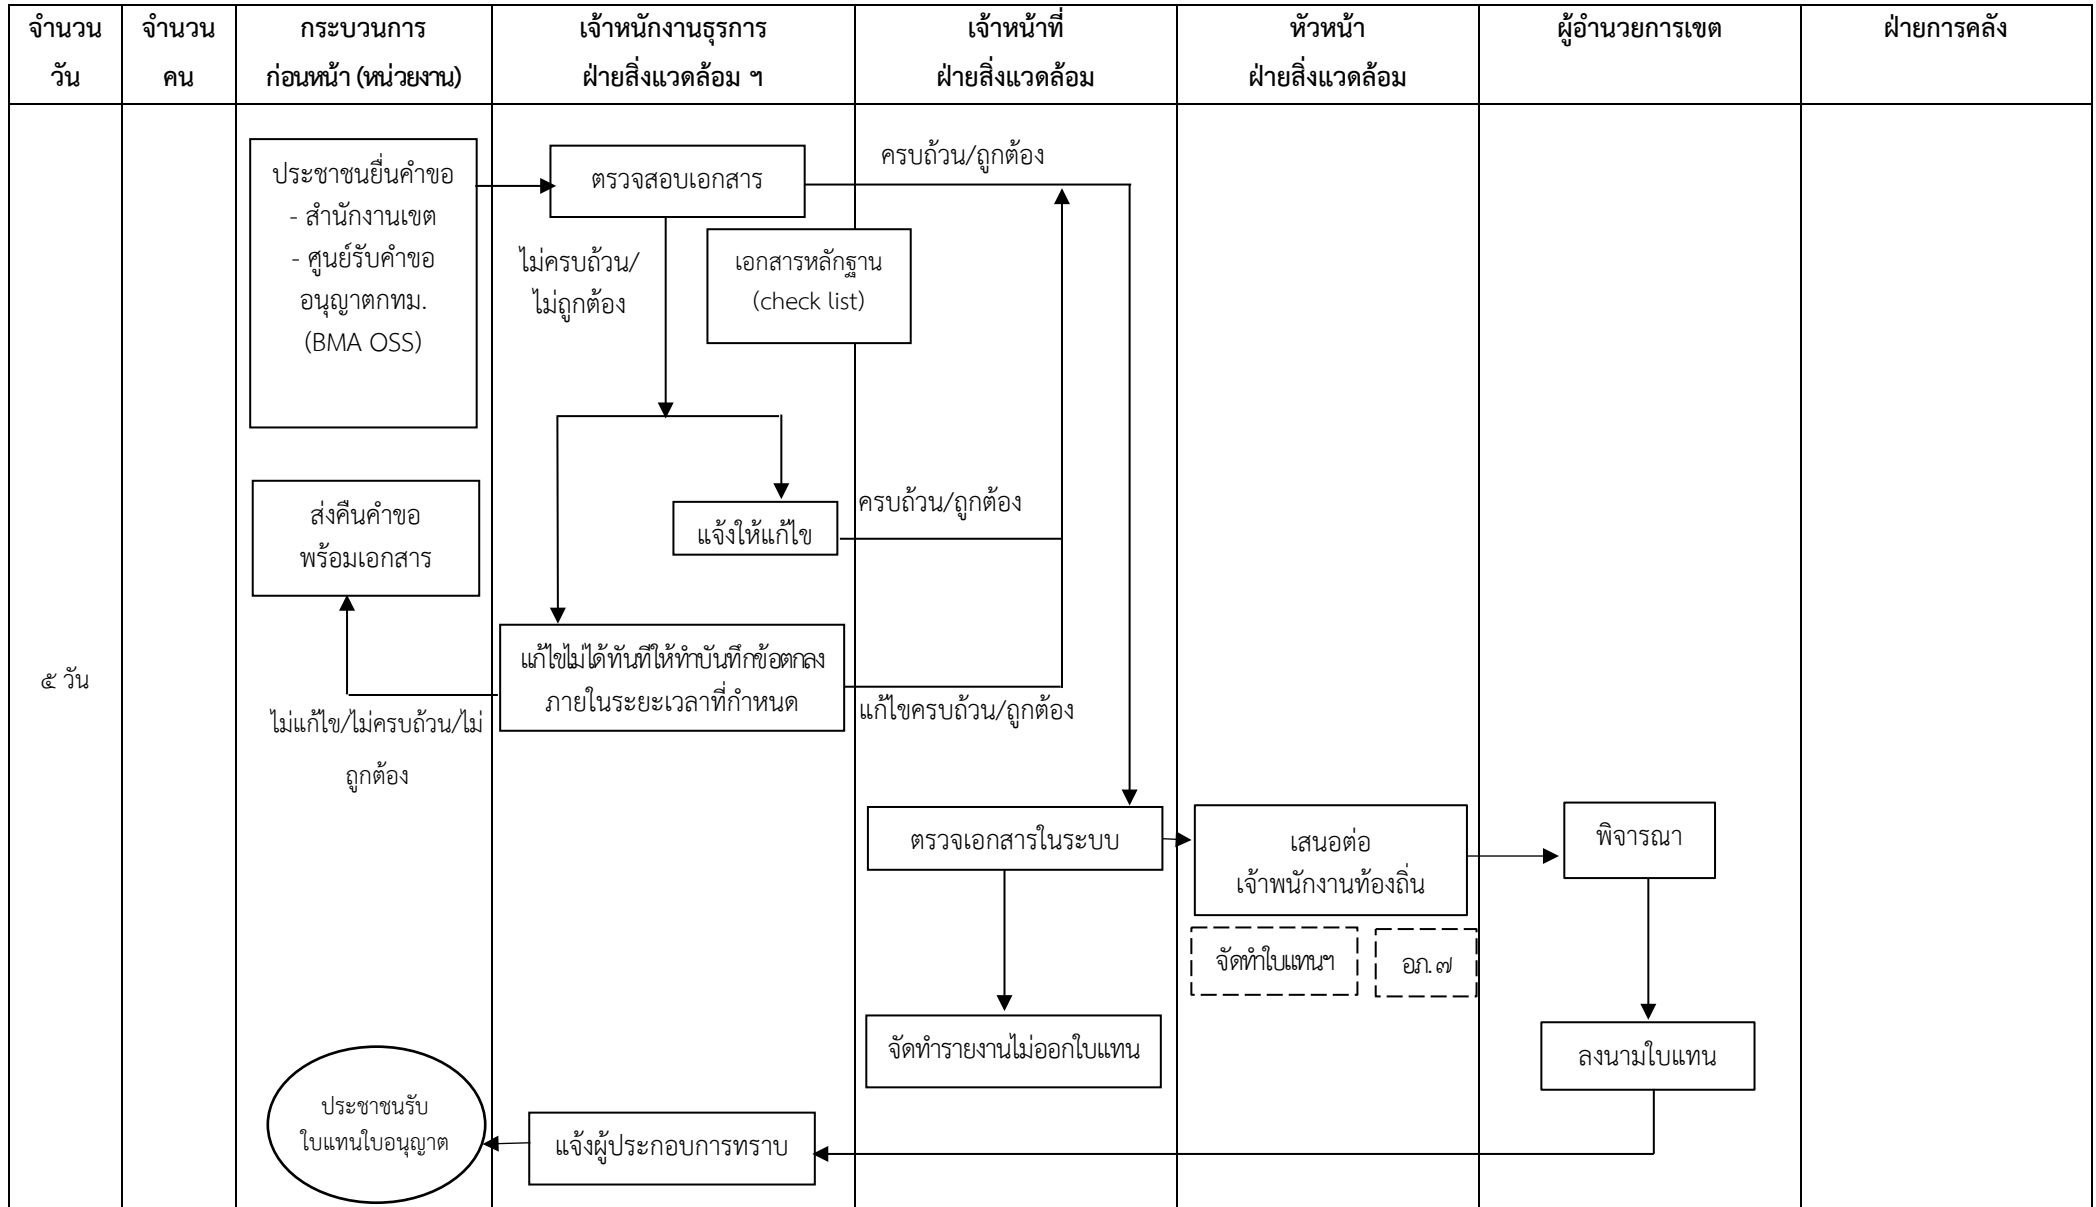 จำนวน
วัน
จำนวน
คน
กระบวนการ
ก่อนหน้า (หน่วยงาน)
เจ้าหนักงานธุรการ
ฝ่ายสิ่งแวดล้อม ฯ
เจ้าหน้าที่
ฝ่ายสิ่งแวดล้อม
หัวหน้า
ฝ่ายสิ่งแวดล้อม
ผู้อำนวยการเขต
ฝ่ายการคลัง
ประชาชนยื่นคำขอ
- สำนักงานเขต
- ศูนย์รับคำขอ
อนุญาตกทม.
(BMA OSS)
ตรวจสอบเอกสาร
ครบถ้วน/ถูกต้อง
ไม่ครบถ้วน/
ไม่ถูกต้อง
เอกสารหลักฐาน
(check list)
ส่งคืนคำขอ
พร้อมเอกสาร
แจ้งให้แก้ไข
ครบถ้วน/ถูกต้อง
๕ วัน
แก้ไขไม่ได้ทันทีให้ทำบันทึกข้อตกลง
ภายในระยะเวลาที่กำหนด
ไม่แก้ไข/ไม่ครบถ้วน/ไม่
ถูกต้อง
แก้ไขครบถ้วน/ถูกต้อง
ตรวจเอกสารในระบบ
เสนอต่อ
เจ้าพนักงานท้องถิ่น
พิจารณา
จัดทำใบแทนฯ
อภ. ๗
จัดทำรายงานไม่ออกใบแทน
ลงนามใบแทน
ประชาชนรับ
ใบแทนใบอนุญาต
แจ้งผู้ประกอบการทราบ